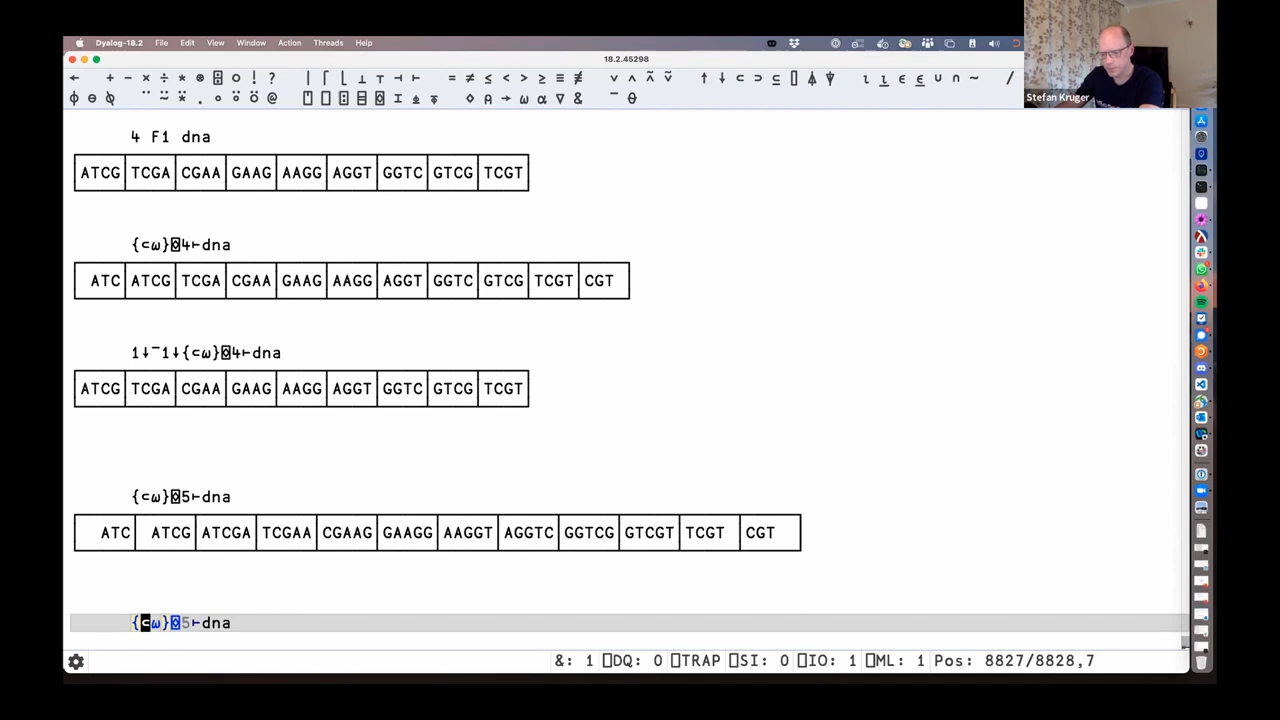 Dyalog-18.2 File Edit View Window Action Threads Help
18.2.45298
Stefan Kruger
4 F1 dna
ATCG TCGA CGAA GAAG AAGG AGGT GGTC GTCG TCGT
{⊂⍵}⌺4⊢dna
ATC ATCG TCGA CGAA GAAG AAGG AGGT GGTC GTCG TCGT CGT
1↓¯1↓{⊂⍵}⌺4⊢dna
ATCG TCGA CGAA GAAG AAGG AGGT GGTC GTCG TCGT
{⊂⍵}⌺5⊢dna
ATC ATCG ATCGA TCGAA CGAAG GAAGG AAGGT AGGTC GGTCG GTCGT TCGT CGT
{⊂⍵}⌺5⊢dna
&: 1 ⎕DQ: 0 ⎕TRAP ⎕SI: 0 ⎕IO: 1 ⎕ML: 1 Pos: 8827/8828,7